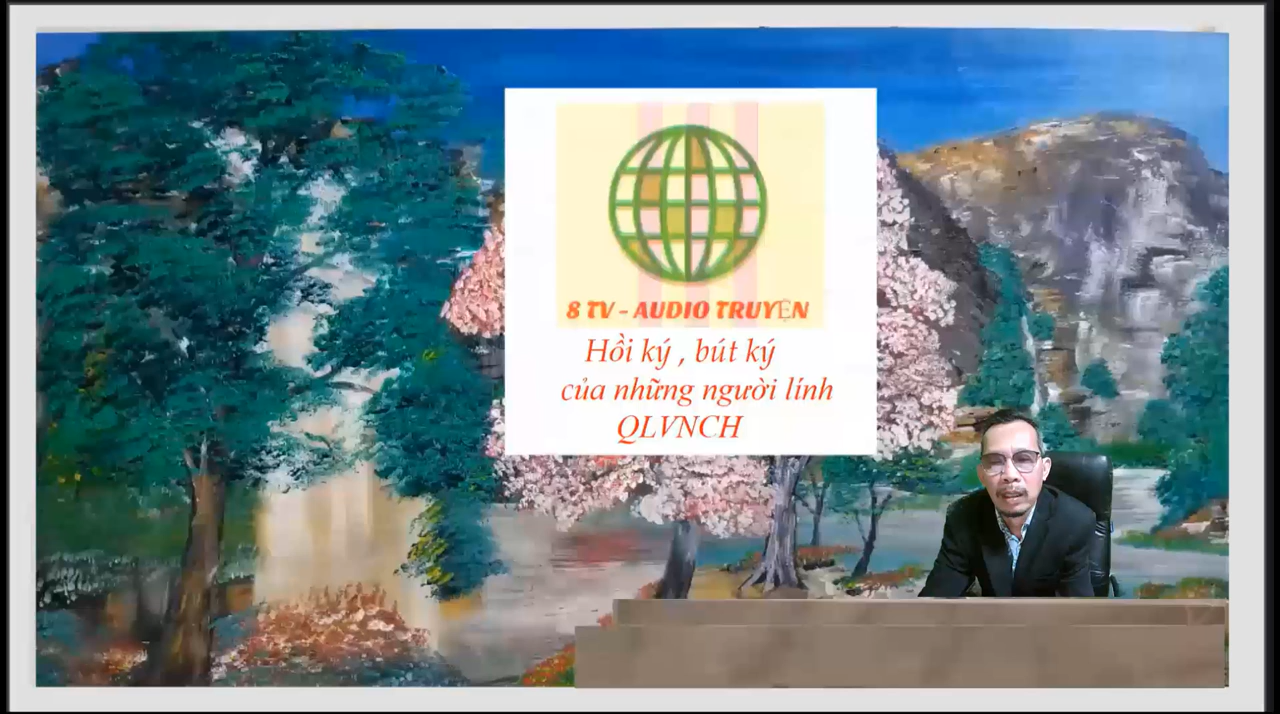 8 TV - AUDIO TRUYỆN
Hồi ký , bút ký
của những người lính
QLVNCH